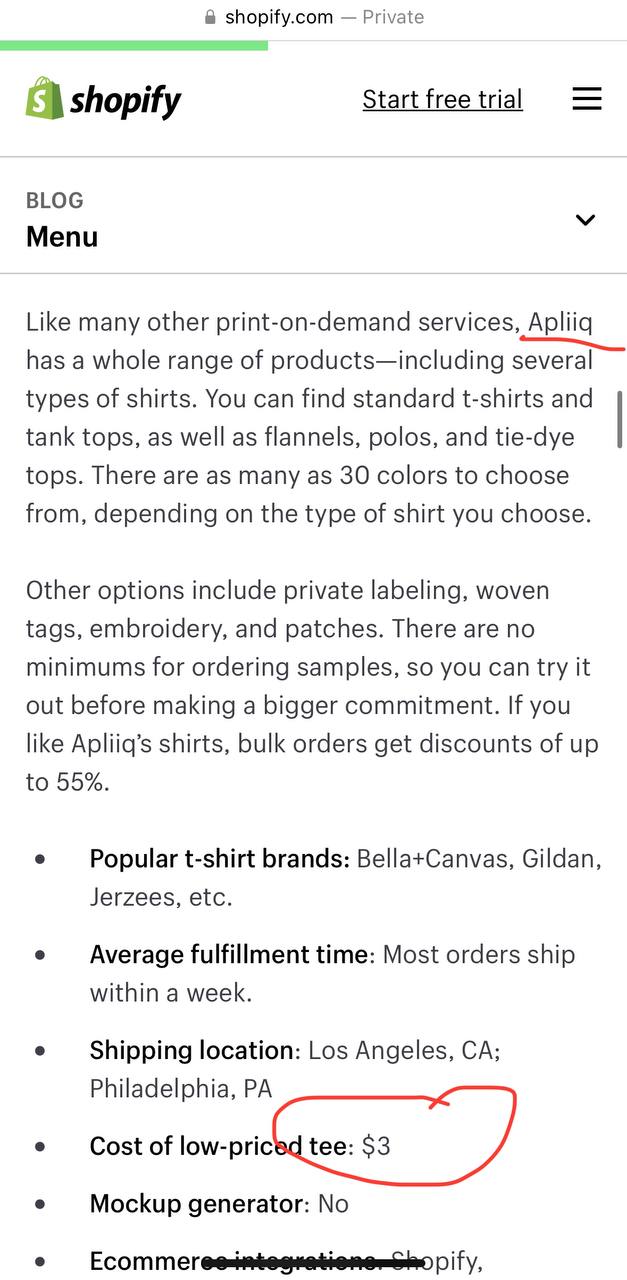 shopify.com — Private
shopify
Start free trial
BLOG
Menu
Like many other print-on-demand services, Apliiq
has a whole range of products—including several
types of shirts. You can find standard t-shirts and
tank tops, as well as flannels, polos, and tie-dye
tops. There are as many as 30 colors to choose
from, depending on the type of shirt you choose.
Other options include private labeling, woven
tags, embroidery, and patches. There are no
minimums for ordering samples, so you can try it
out before making a bigger commitment. If you
like Apliiq’s shirts, bulk orders get discounts of up
to 55%.
• Popular t-shirt brands: Bella+Canvas, Gildan,
Jerzees, etc.
• Average fulfillment time: Most orders ship
within a week.
• Shipping location: Los Angeles, CA;
Philadelphia, PA
• Cost of low-priced tee: $3
• Mockup generator: No
• Ecommerce integrations: Shopify,